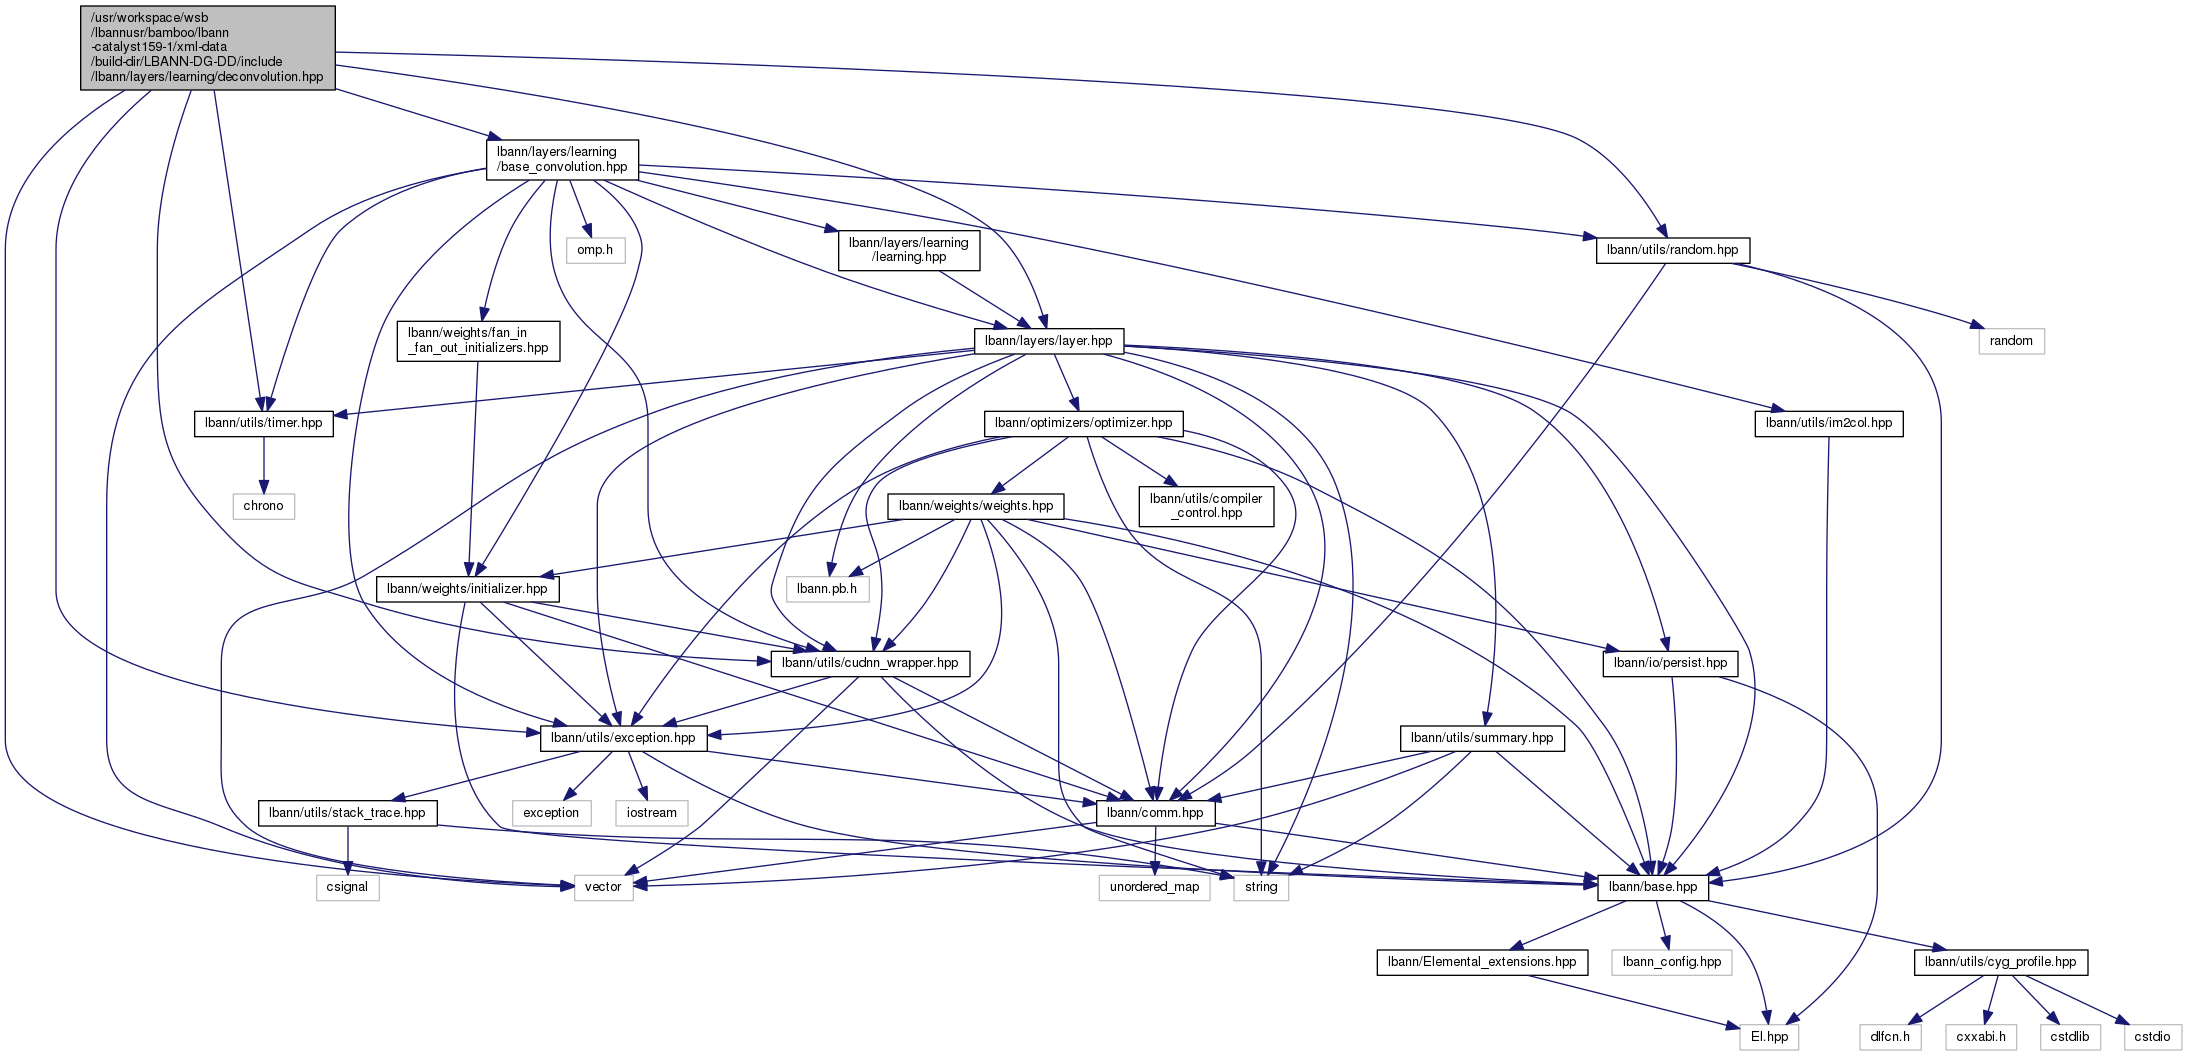 /usr/workspace/wsb
/lbannusr/bamboo/lbann
-catalyst159-1/xml-data
/build-dir/LBANN-DG-DD/include
/lbann/layers/learning/deconvolution.hpp
lbann/layers/learning
/base_convolution.hpp
omp.h
lbann/layers/learning
/learning.hpp
lbann/utils/random.hpp
lbann/weights/fan_in
_fan_out_initializers.hpp
lbann/layers/layer.hpp
random
lbann/utils/timer.hpp
lbann/optimizers/optimizer.hpp
lbann/utils/im2col.hpp
chrono
lbann/weights/weights.hpp
lbann/utils/compiler
_control.hpp
lbann/weights/initializer.hpp
lbann.pb.h
lbann/utils/cudnn_wrapper.hpp
lbann/io/persist.hpp
lbann/utils/exception.hpp
lbann/utils/summary.hpp
lbann/utils/stack_trace.hpp
exception
iostream
lbann/comm.hpp
csignal
vector
unordered_map
string
lbann/base.hpp
lbann/Elemental_extensions.hpp
lbann_config.hpp
lbann/utils/cyg_profile.hpp
El.hpp
dlfcn.h
cxxabi.h
cstdlib
cstdio